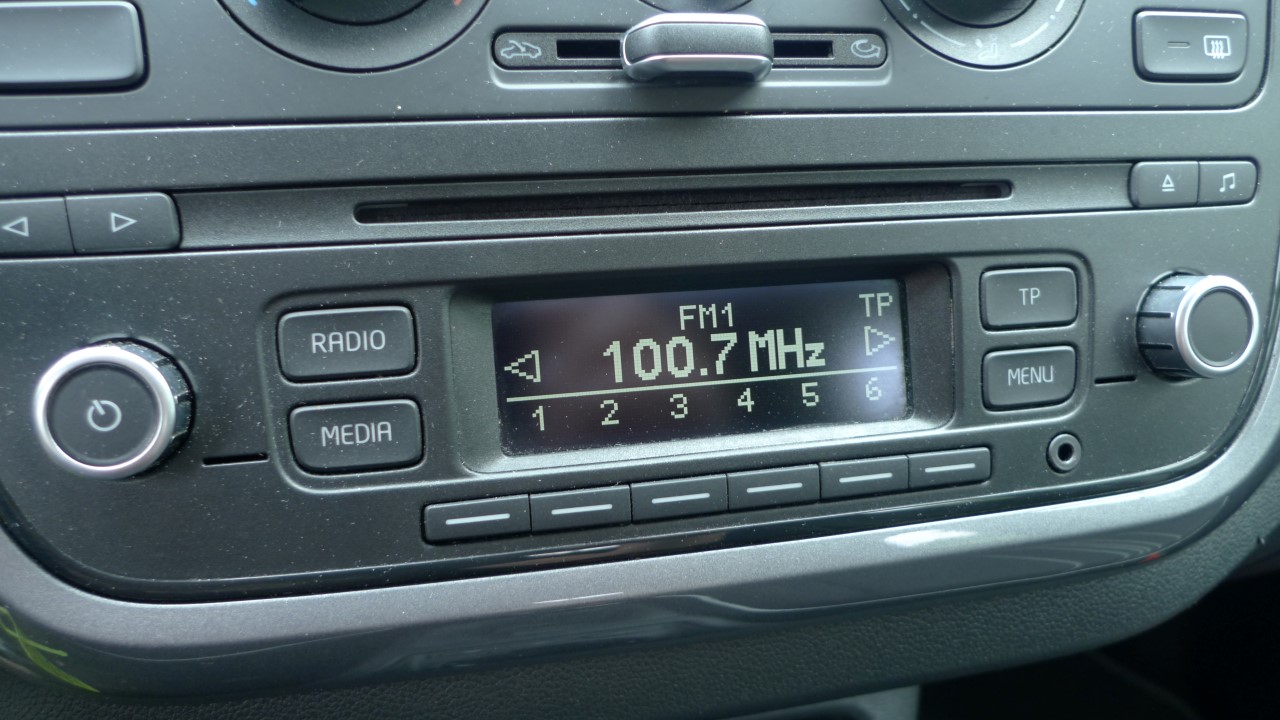 RADIO
MEDIA
FM1
TP
100.7 MHz
1 2 3 4 5 6
TP
MENU